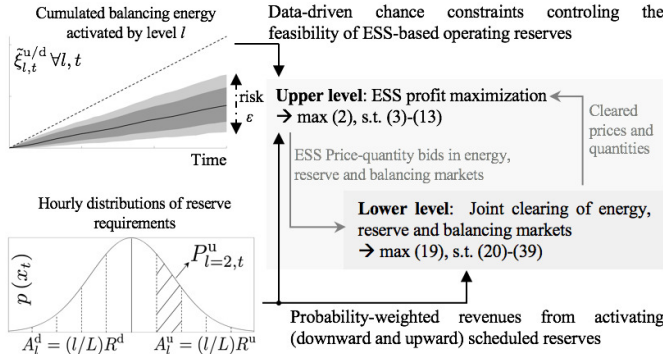 Cumulated balancing energy
activated by level l
ξ̃^{u/d}_{l,t} ∀l, t
risk
ε
Time
Data-driven chance constraints controling the
feasibility of ESS-based operating reserves
Upper level: ESS profit maximization
→ max (2), s.t. (3)-(13)
Cleared
prices and
quantities
ESS Price-quantity bids in energy,
reserve and balancing markets
Lower level: Joint clearing of energy,
reserve and balancing markets
→ max (19), s.t. (20)-(39)
Hourly distributions of reserve
requirements
p(x_t)
P^u_{l=2,t}
A^d_l = (l/L)R^d
A^u_l = (l/L)R^u
Probability-weighted revenues from activating
(downward and upward) scheduled reserves